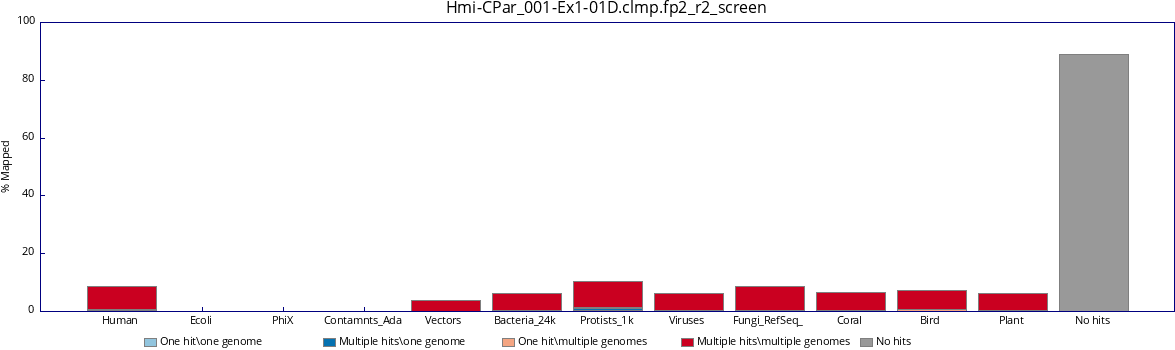 Hmi-CPar_001-Ex1-01D.clmp.fp2_r2_screen
100
80
60
40
20
0
% Mapped
Human Ecoli PhiX Contamnts_Ada Vectors Bacteria_24k Protists_1k Viruses Fungi_RefSeq_ Coral Bird Plant No hits
One hit\one genome Multiple hits\one genome One hit\multiple genomes Multiple hits\multiple genomes No hits